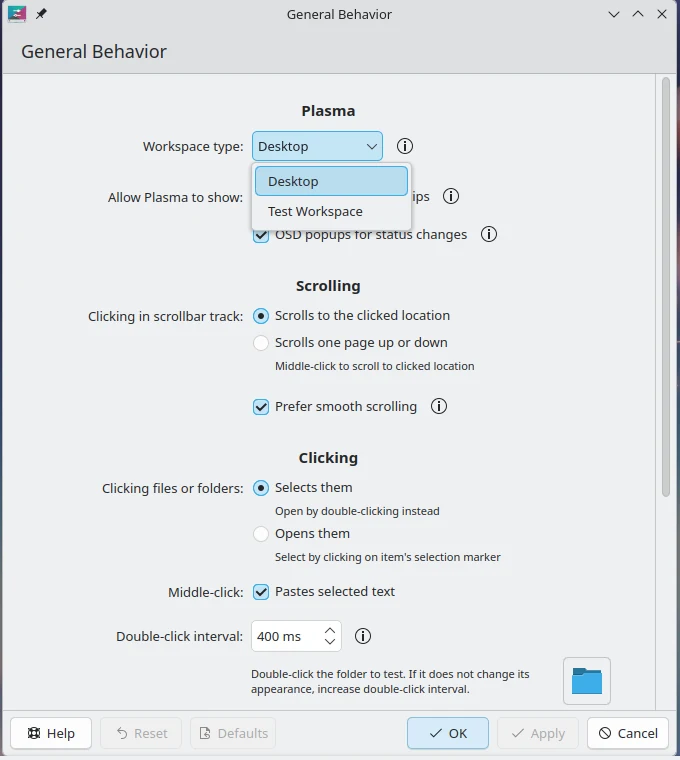 General Behavior
General Behavior
Plasma
Workspace type: Desktop
Desktop
Allow Plasma to show:
Test Workspace
OSD popups for status changes
Scrolling
Clicking in scrollbar track: Scrolls to the clicked location
Scrolls one page up or down
Middle-click to scroll to clicked location
Prefer smooth scrolling
Clicking
Clicking files or folders: Selects them
Open by double-clicking instead
Opens them
Select by clicking on item's selection marker
Middle-click: Pastes selected text
Double-click interval: 400 ms
Double-click the folder to test. If it does not change its
appearance, increase double-click interval.
Help Reset Defaults OK Apply Cancel